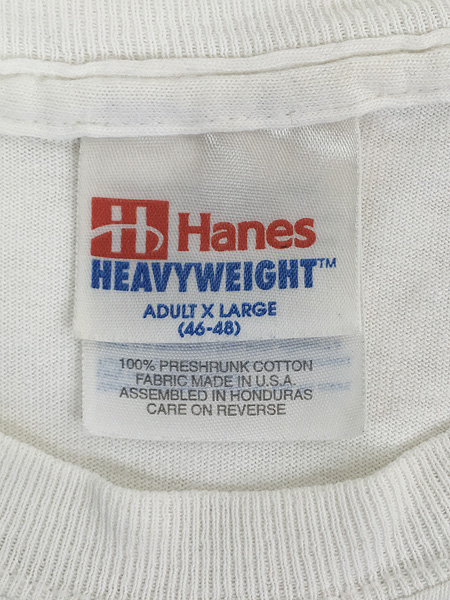 H Hanes
HEAVYWEIGHT™
ADULT X LARGE
(46-48)
100% PRESHRUNK COTTON
FABRIC MADE IN U.S.A.
ASSEMBLED IN HONDURAS
CARE ON REVERSE